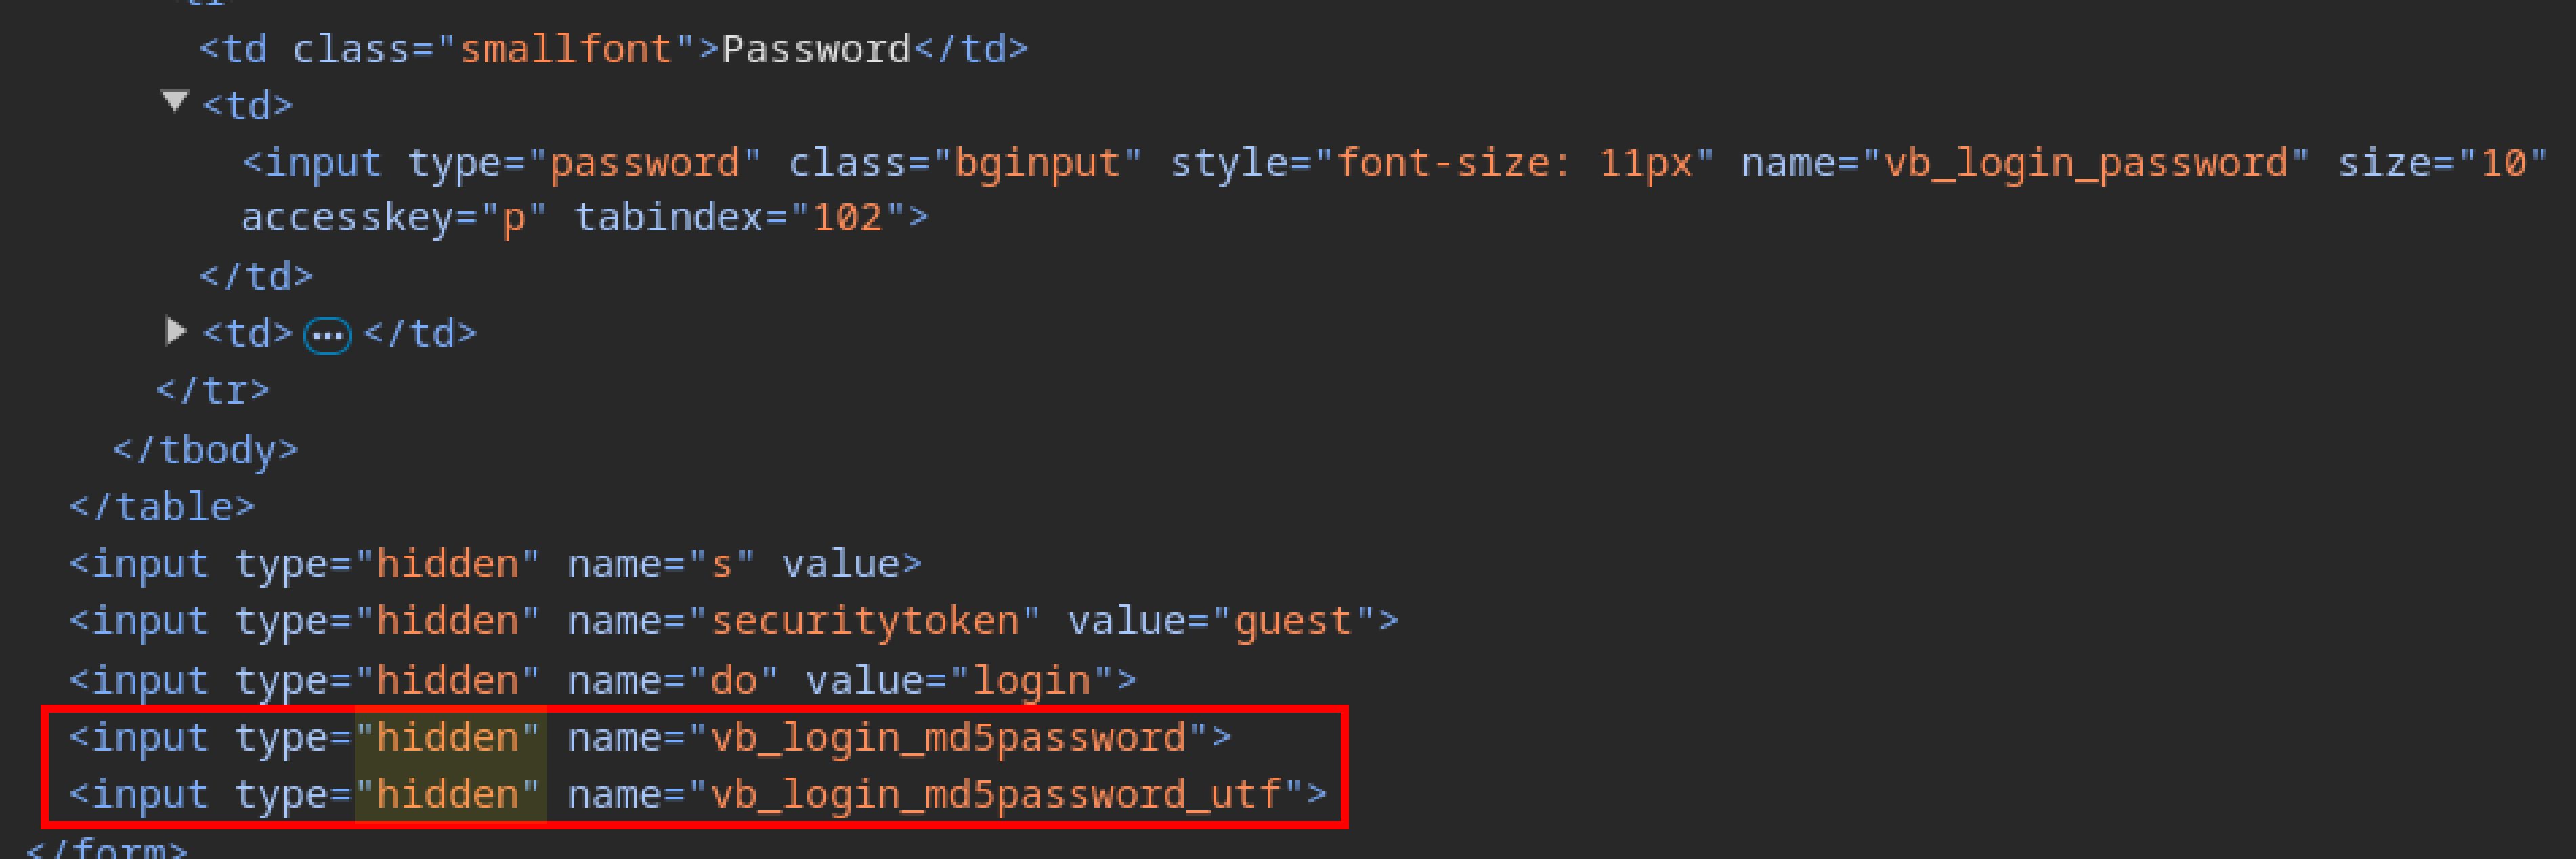 <td class="smallfont">Password</td>
<td>
<input type="password" class="bginput" style="font-size: 11px" name="vb_login_password" size="10"
accesskey="p" tabindex="102">
</td>
<td> ••• </td>
</tr>
</tbody>
</table>
<input type="hidden" name="s" value>
<input type="hidden" name="securitytoken" value="guest">
<input type="hidden" name="do" value="login">
<input type="hidden" name="vb_login_md5password">
<input type="hidden" name="vb_login_md5password_utf">
</form>